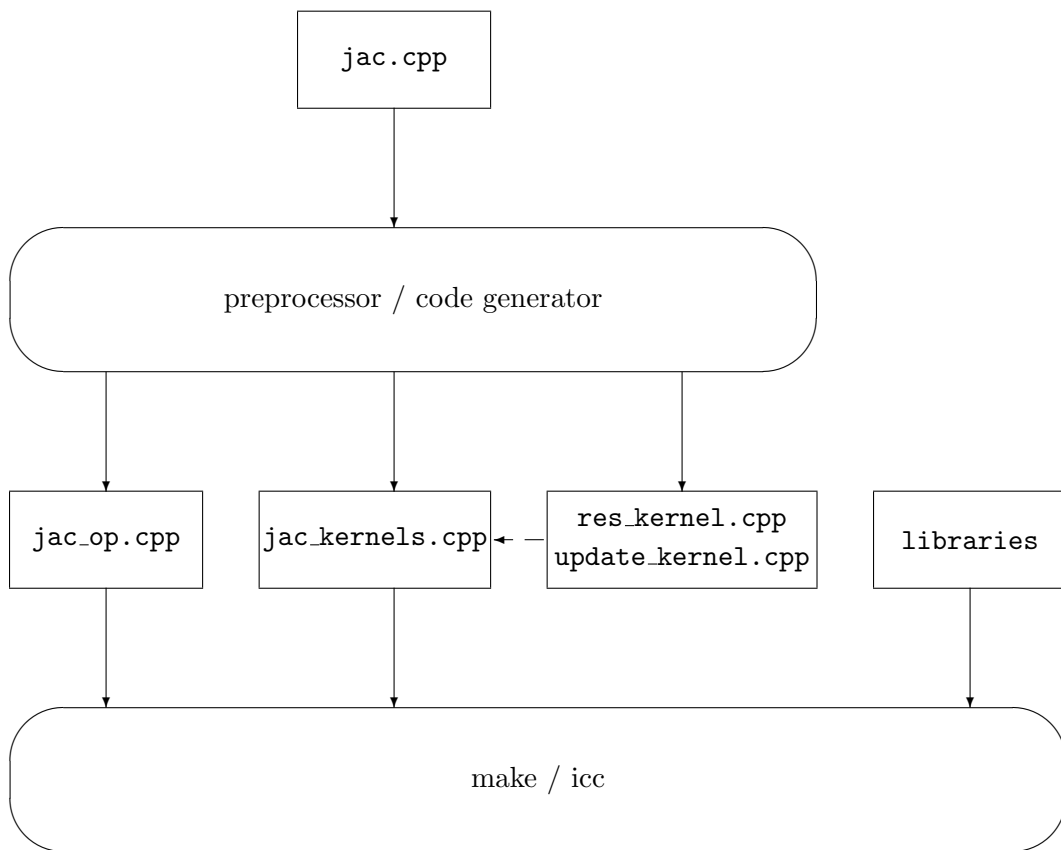 jac.cpp
preprocessor / code generator
jac_op.cpp
jac_kernels.cpp
res_kernel.cpp
update_kernel.cpp
libraries
make / icc